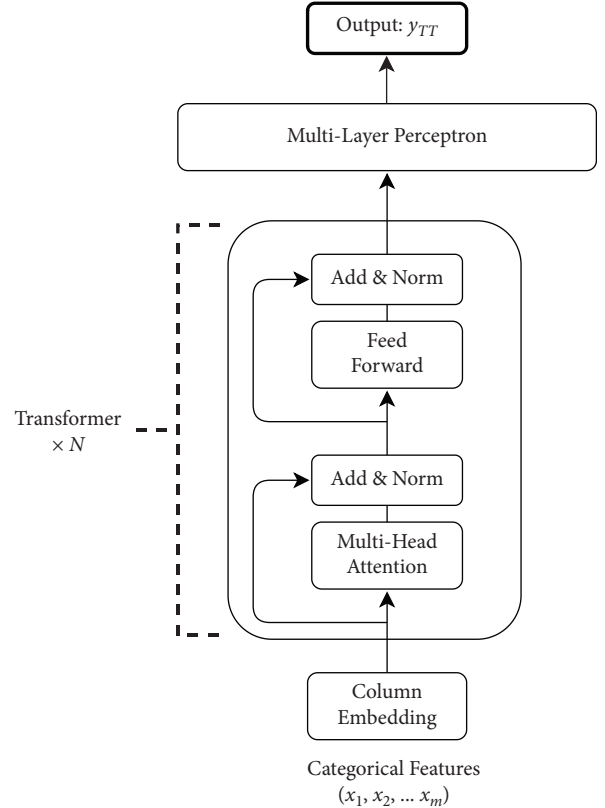 Output: y_TT
Multi-Layer Perceptron
Add & Norm
Feed
Forward
Transformer
× N
Add & Norm
Multi-Head
Attention
Column
Embedding
Categorical Features
(x_1, x_2, ... x_m)